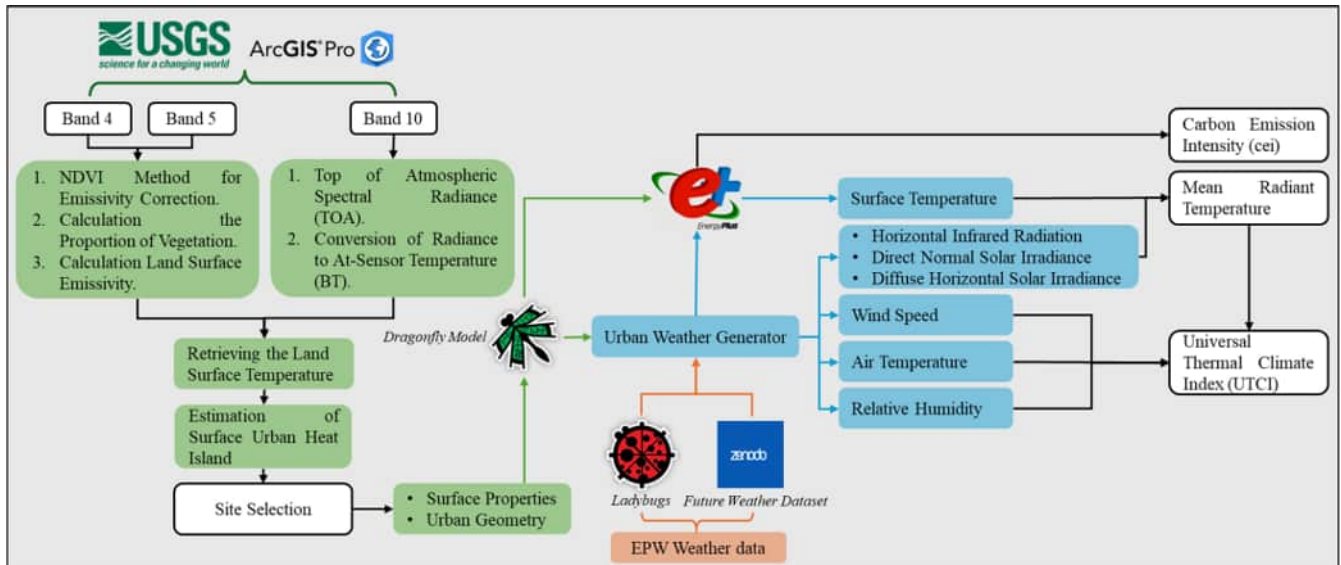 USGS
science for a changing world
ArcGIS Pro
Band 4
Band 5
Band 10
1. NDVI Method for
Emissivity Correction.
2. Calculation the
Proportion of Vegetation.
3. Calculation Land Surface
Emissivity.
1. Top of Atmospheric
Spectral Radiance
(TOA).
2. Conversion of Radiance
to At-Sensor Temperature
(BT).
Retrieving the Land
Surface Temperature
Estimation of
Surface Urban Heat
Island
Site Selection
• Surface Properties
• Urban Geometry
Dragonfly Model
e+
EnergyPlus
Urban Weather Generator
Ladybugs
zenodo
Future Weather Dataset
EPW Weather data
Surface Temperature
• Horizontal Infrared Radiation
• Direct Normal Solar Irradiance
• Diffuse Horizontal Solar Irradiance
Wind Speed
Air Temperature
Relative Humidity
Carbon Emission
Intensity (cei)
Mean Radiant
Temperature
Universal
Thermal Climate
Index (UTCI)